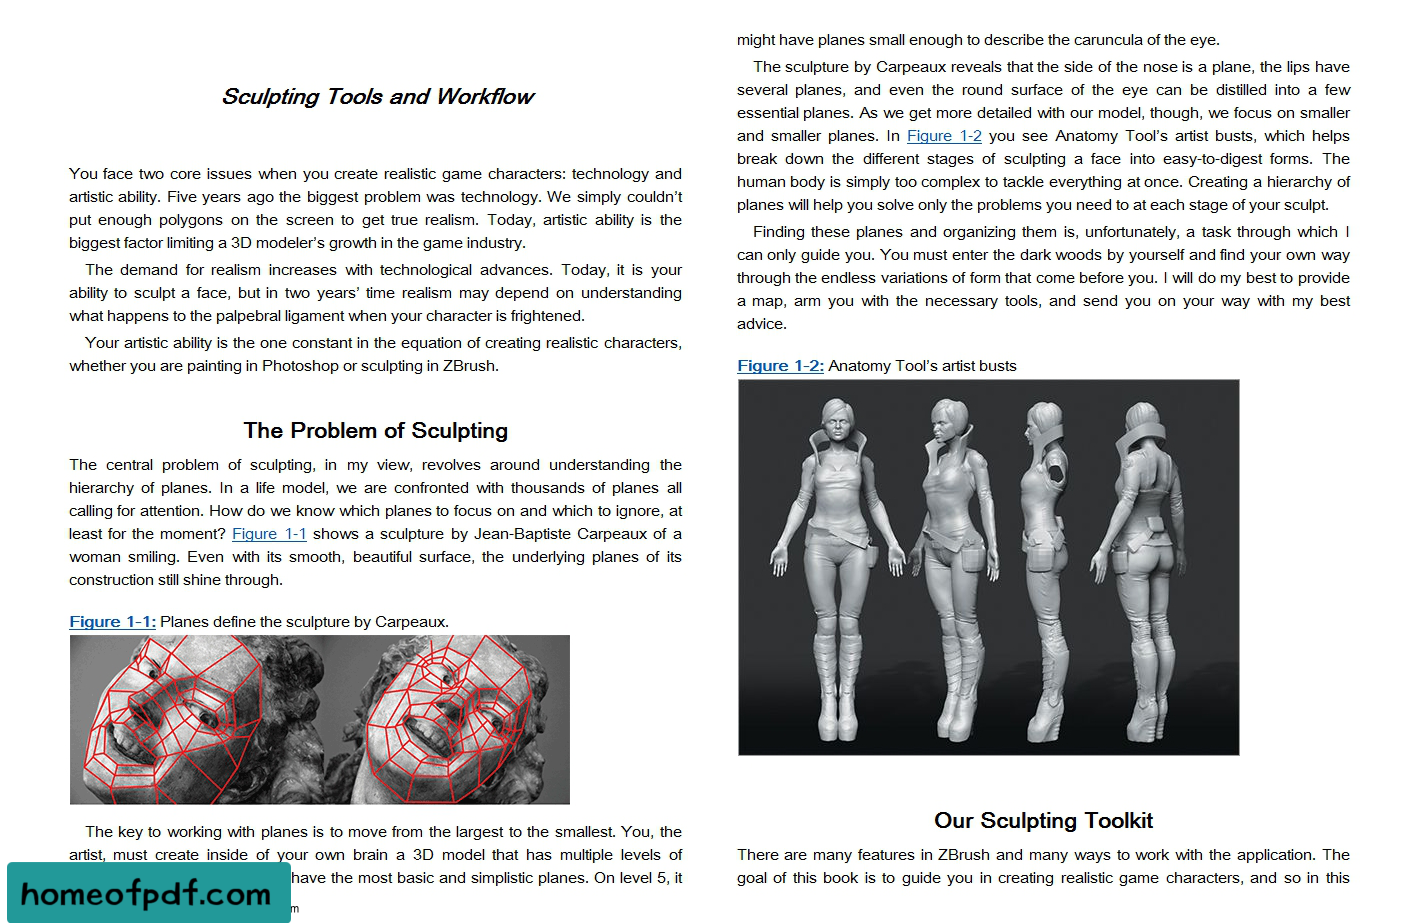 Sculpting Tools and Workflow
You face two core issues when you create realistic game characters: technology and
artistic ability. Five years ago the biggest problem was technology. We simply couldn't
put enough polygons on the screen to get true realism. Today, artistic ability is the
biggest factor limiting a 3D modeler's growth in the game industry.
The demand for realism increases with technological advances. Today, it is your
ability to sculpt a face, but in two years' time realism may depend on understanding
what happens to the palpebral ligament when your character is frightened.
Your artistic ability is the one constant in the equation of creating realistic characters,
whether you are painting in Photoshop or sculpting in ZBrush.
The Problem of Sculpting
The central problem of sculpting, in my view, revolves around understanding the
hierarchy of planes. In a life model, we are confronted with thousands of planes all
calling for attention. How do we know which planes to focus on and which to ignore, at
least for the moment? Figure 1-1 shows a sculpture by Jean-Baptiste Carpeaux of a
woman smiling. Even with its smooth, beautiful surface, the underlying planes of its
construction still shine through.
Figure 1-1: Planes define the sculpture by Carpeaux.
The key to working with planes is to move from the largest to the smallest. You, the
artist, must create inside of your own brain a 3D model that has multiple levels of
have the most basic and simplistic planes. On level 5, it
homeofpdf.com
m
might have planes small enough to describe the caruncula of the eye.
The sculpture by Carpeaux reveals that the side of the nose is a plane, the lips have
several planes, and even the round surface of the eye can be distilled into a few
essential planes. As we get more detailed with our model, though, we focus on smaller
and smaller planes. In Figure 1-2 you see Anatomy Tool's artist busts, which helps
break down the different stages of sculpting a face into easy-to-digest forms. The
human body is simply too complex to tackle everything at once. Creating a hierarchy of
planes will help you solve only the problems you need to at each stage of your sculpt.
Finding these planes and organizing them is, unfortunately, a task through which I
can only guide you. You must enter the dark woods by yourself and find your own way
through the endless variations of form that come before you. I will do my best to provide
a map, arm you with the necessary tools, and send you on your way with my best
advice.
Figure 1-2: Anatomy Tool's artist busts
Our Sculpting Toolkit
There are many features in ZBrush and many ways to work with the application. The
goal of this book is to guide you in creating realistic game characters, and so in this